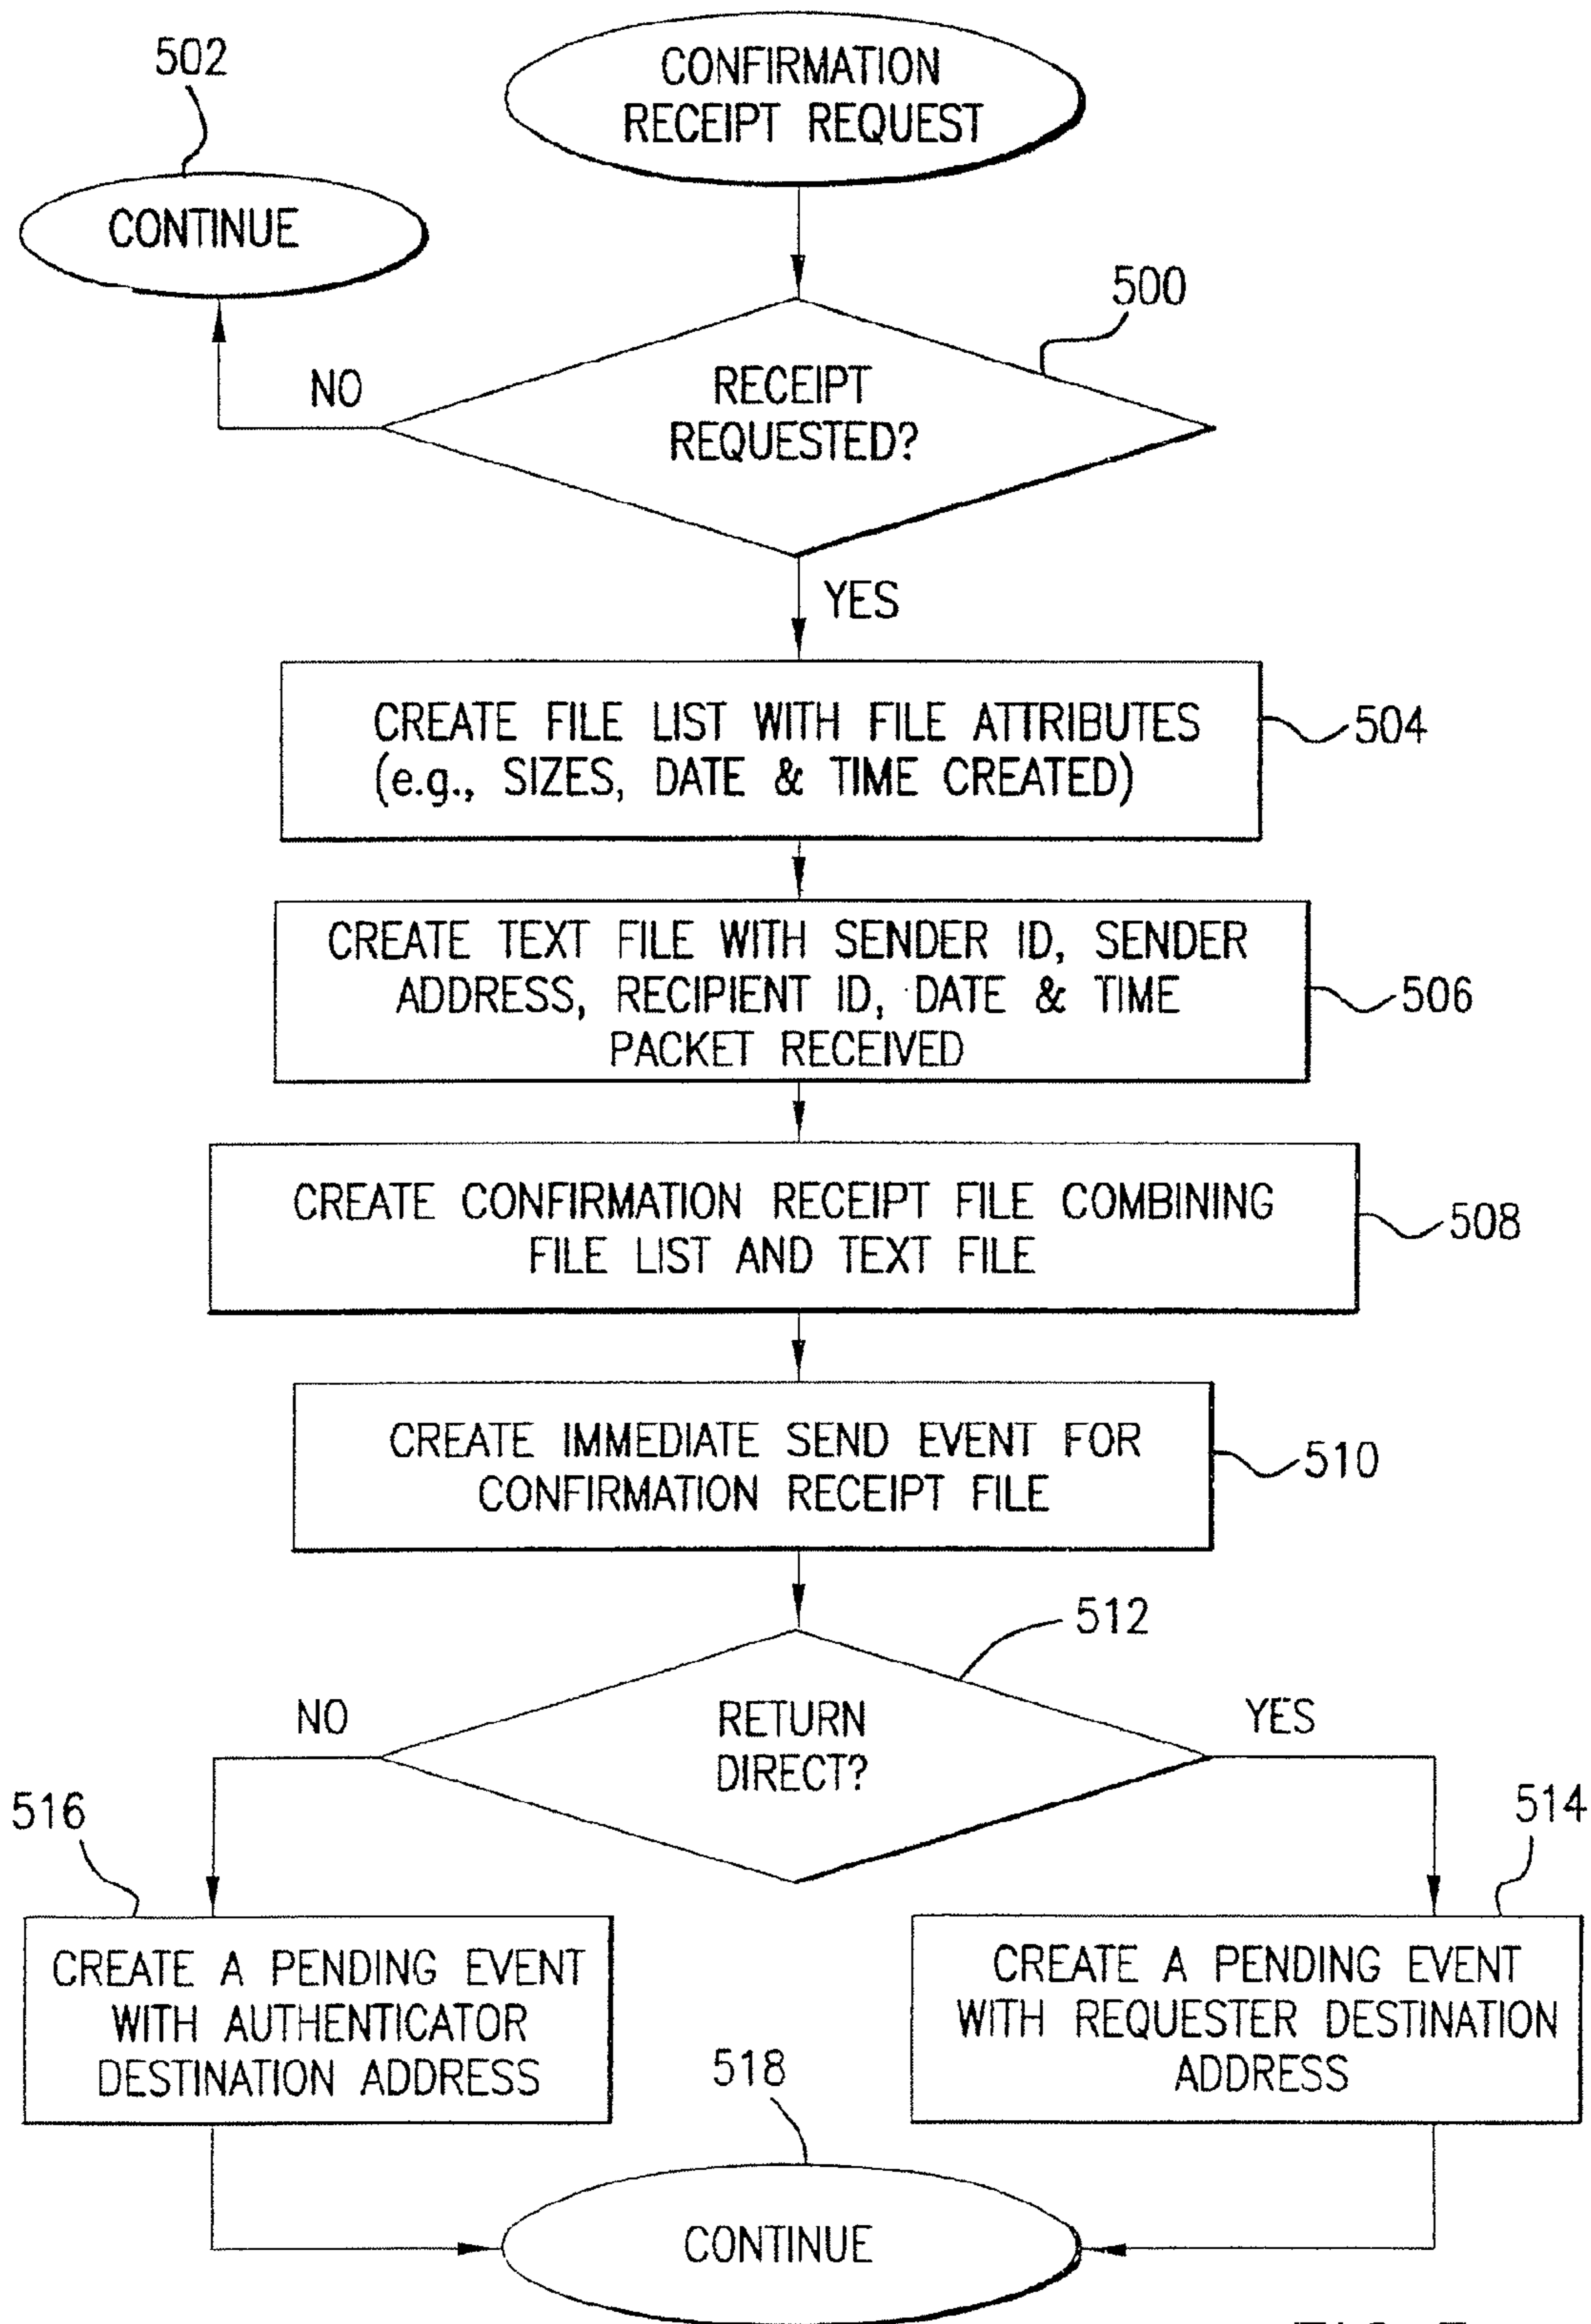 CONFIRMATION
RECEIPT REQUEST
502
CONTINUE
500
RECEIPT
REQUESTED?
NO
YES
CREATE FILE LIST WITH FILE ATTRIBUTES
(e.g., SIZES, DATE & TIME CREATED)
504
CREATE TEXT FILE WITH SENDER ID, SENDER
ADDRESS, RECIPIENT ID, DATE & TIME
PACKET RECEIVED
506
CREATE CONFIRMATION RECEIPT FILE COMBINING
FILE LIST AND TEXT FILE
508
CREATE IMMEDIATE SEND EVENT FOR
CONFIRMATION RECEIPT FILE
510
512
RETURN
DIRECT?
NO
YES
516
514
CREATE A PENDING EVENT
WITH AUTHENTICATOR
DESTINATION ADDRESS
CREATE A PENDING EVENT
WITH REQUESTER DESTINATION
ADDRESS
518
CONTINUE